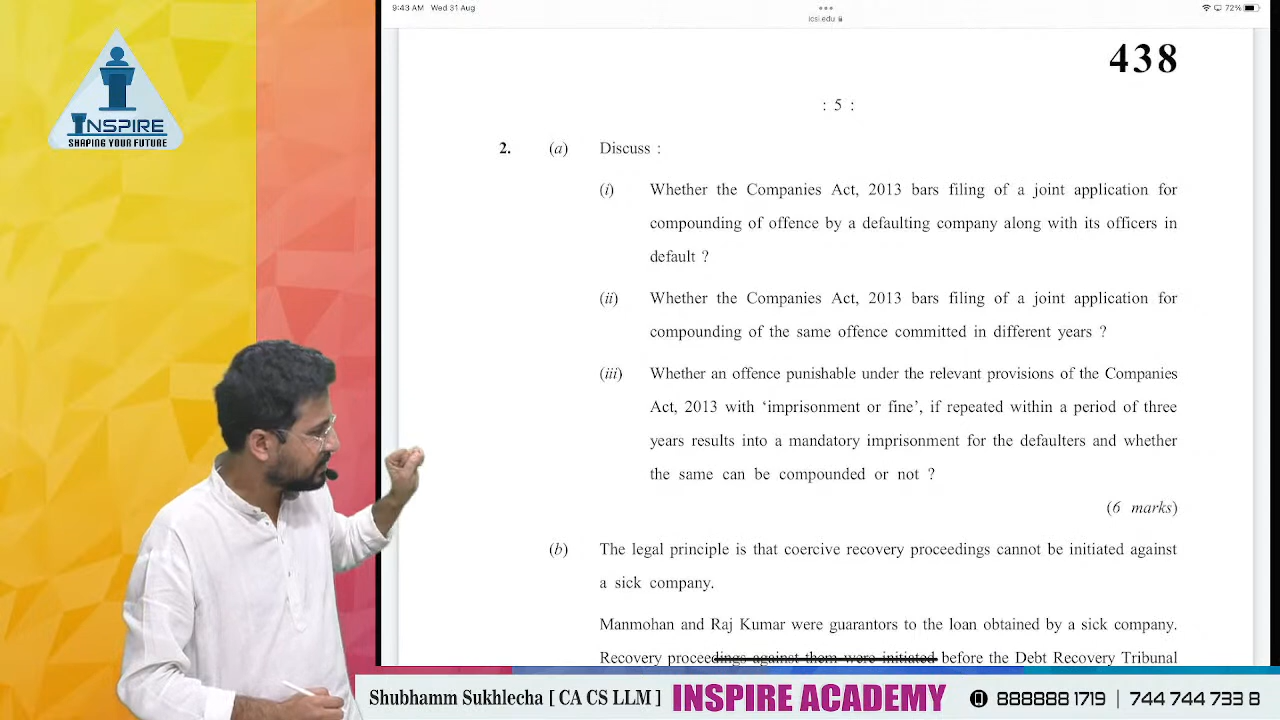 9:43 AM Wed 31 Aug
icsi.edu
72%
INSPIRE
SHAPING YOUR FUTURE
438
: 5 :
2. (a) Discuss :
(i) Whether the Companies Act, 2013 bars filing of a joint application for
compounding of offence by a defaulting company along with its officers in
default ?
(ii) Whether the Companies Act, 2013 bars filing of a joint application for
compounding of the same offence committed in different years ?
(iii) Whether an offence punishable under the relevant provisions of the Companies
Act, 2013 with ‘imprisonment or fine’, if repeated within a period of three
years results into a mandatory imprisonment for the defaulters and whether
the same can be compounded or not ?
(6 marks)
(b) The legal principle is that coercive recovery proceedings cannot be initiated against
a sick company.
Manmohan and Raj Kumar were guarantors to the loan obtained by a sick company.
Recovery proceedings against them were initiated before the Debt Recovery Tribunal
Shubhamm Sukhlecha [ CA CS LLM ] INSPIRE ACADEMY 888888 1719 | 744 744 733 8